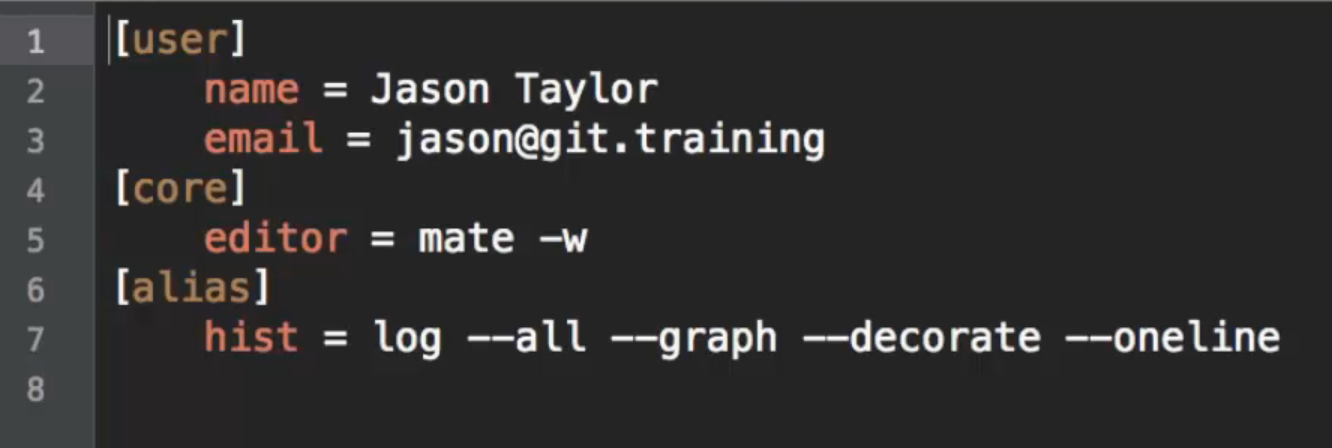 1 [user]
2 name = Jason Taylor
3 email = jason@git.training
4 [core]
5 editor = mate -w
6 [alias]
7 hist = log --all --graph --decorate --oneline
8